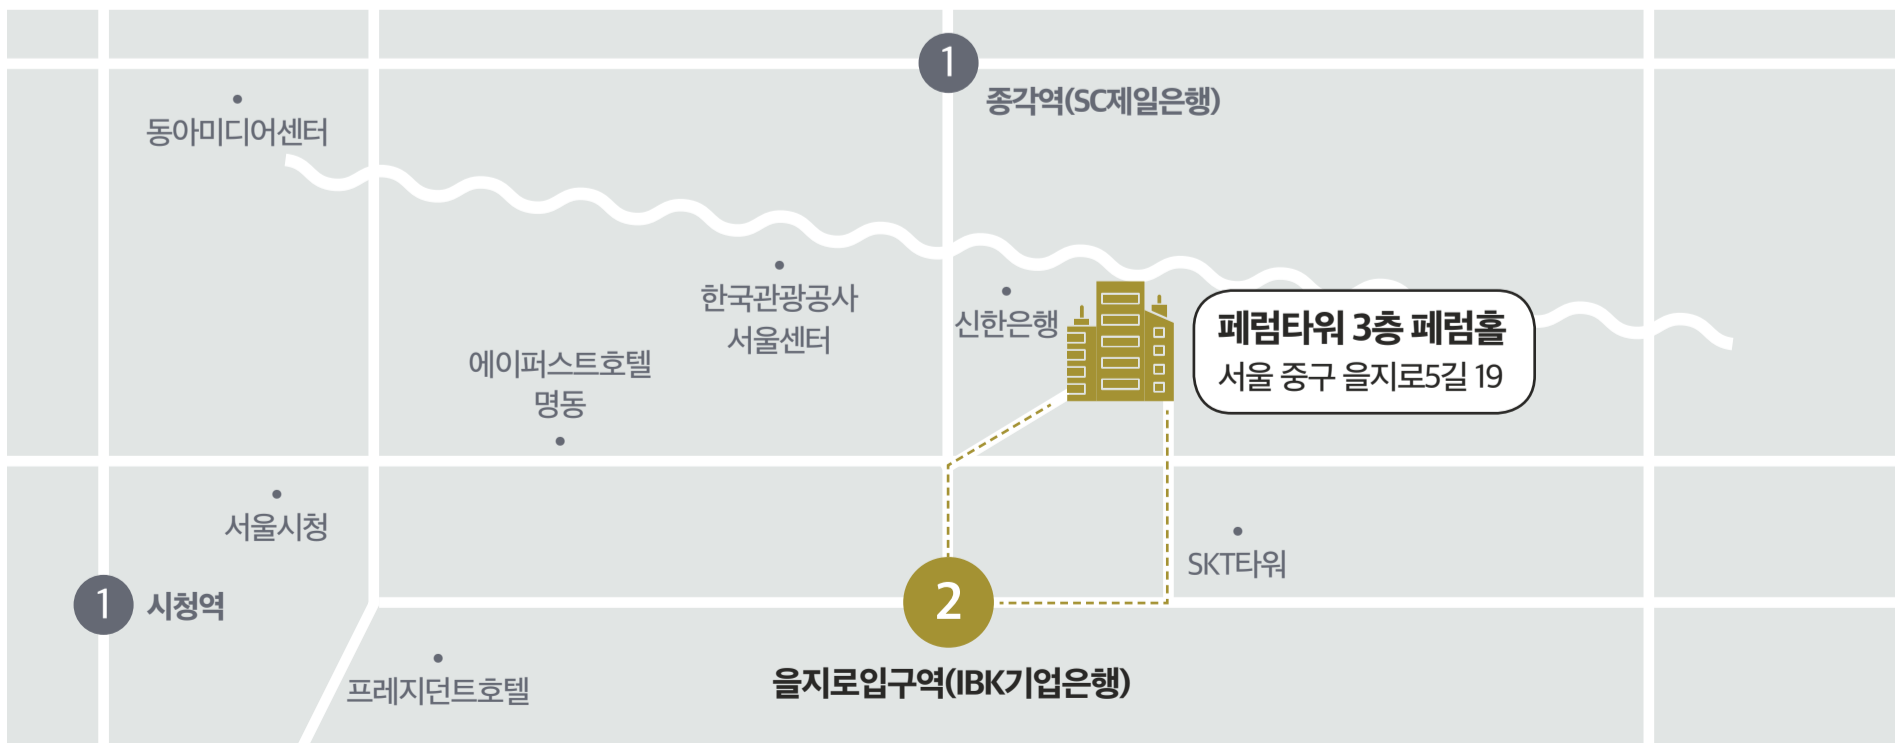 1
종각역(SC제일은행)
동아미디어센터
한국관광공사
서울센터
신한은행
페럼타워 3층 페럼홀
서울 중구 을지로5길 19
에이퍼스트호텔
명동
서울시청
SKT타워
1 시청역
2
을지로입구역(IBK기업은행)
프레지던트호텔